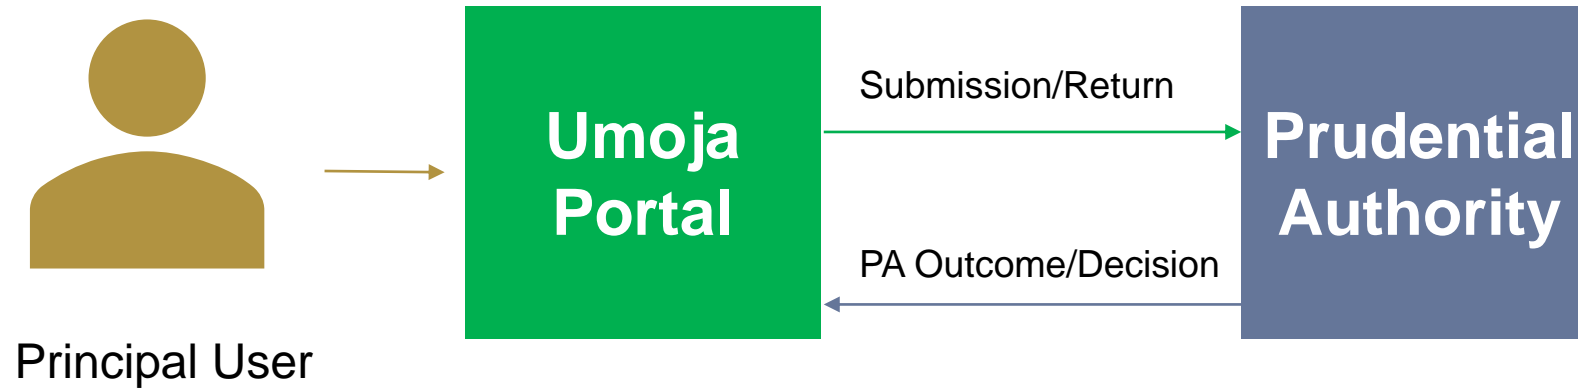 Principal User
Umoja
Portal
Submission/Return
PA Outcome/Decision
Prudential
Authority